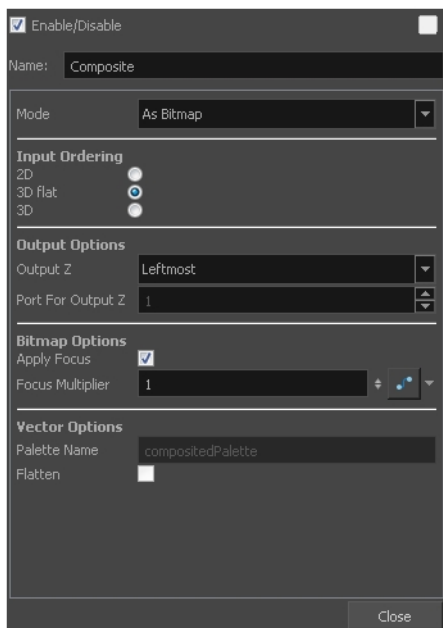 Enable/Disable
Name: Composite
Mode As Bitmap
Input Ordering
2D
3D flat
3D
Output Options
Output Z Leftmost
Port For Output Z 1
Bitmap Options
Apply Focus
Focus Multiplier 1
Vector Options
Palette Name compositedPalette
Flatten
Close